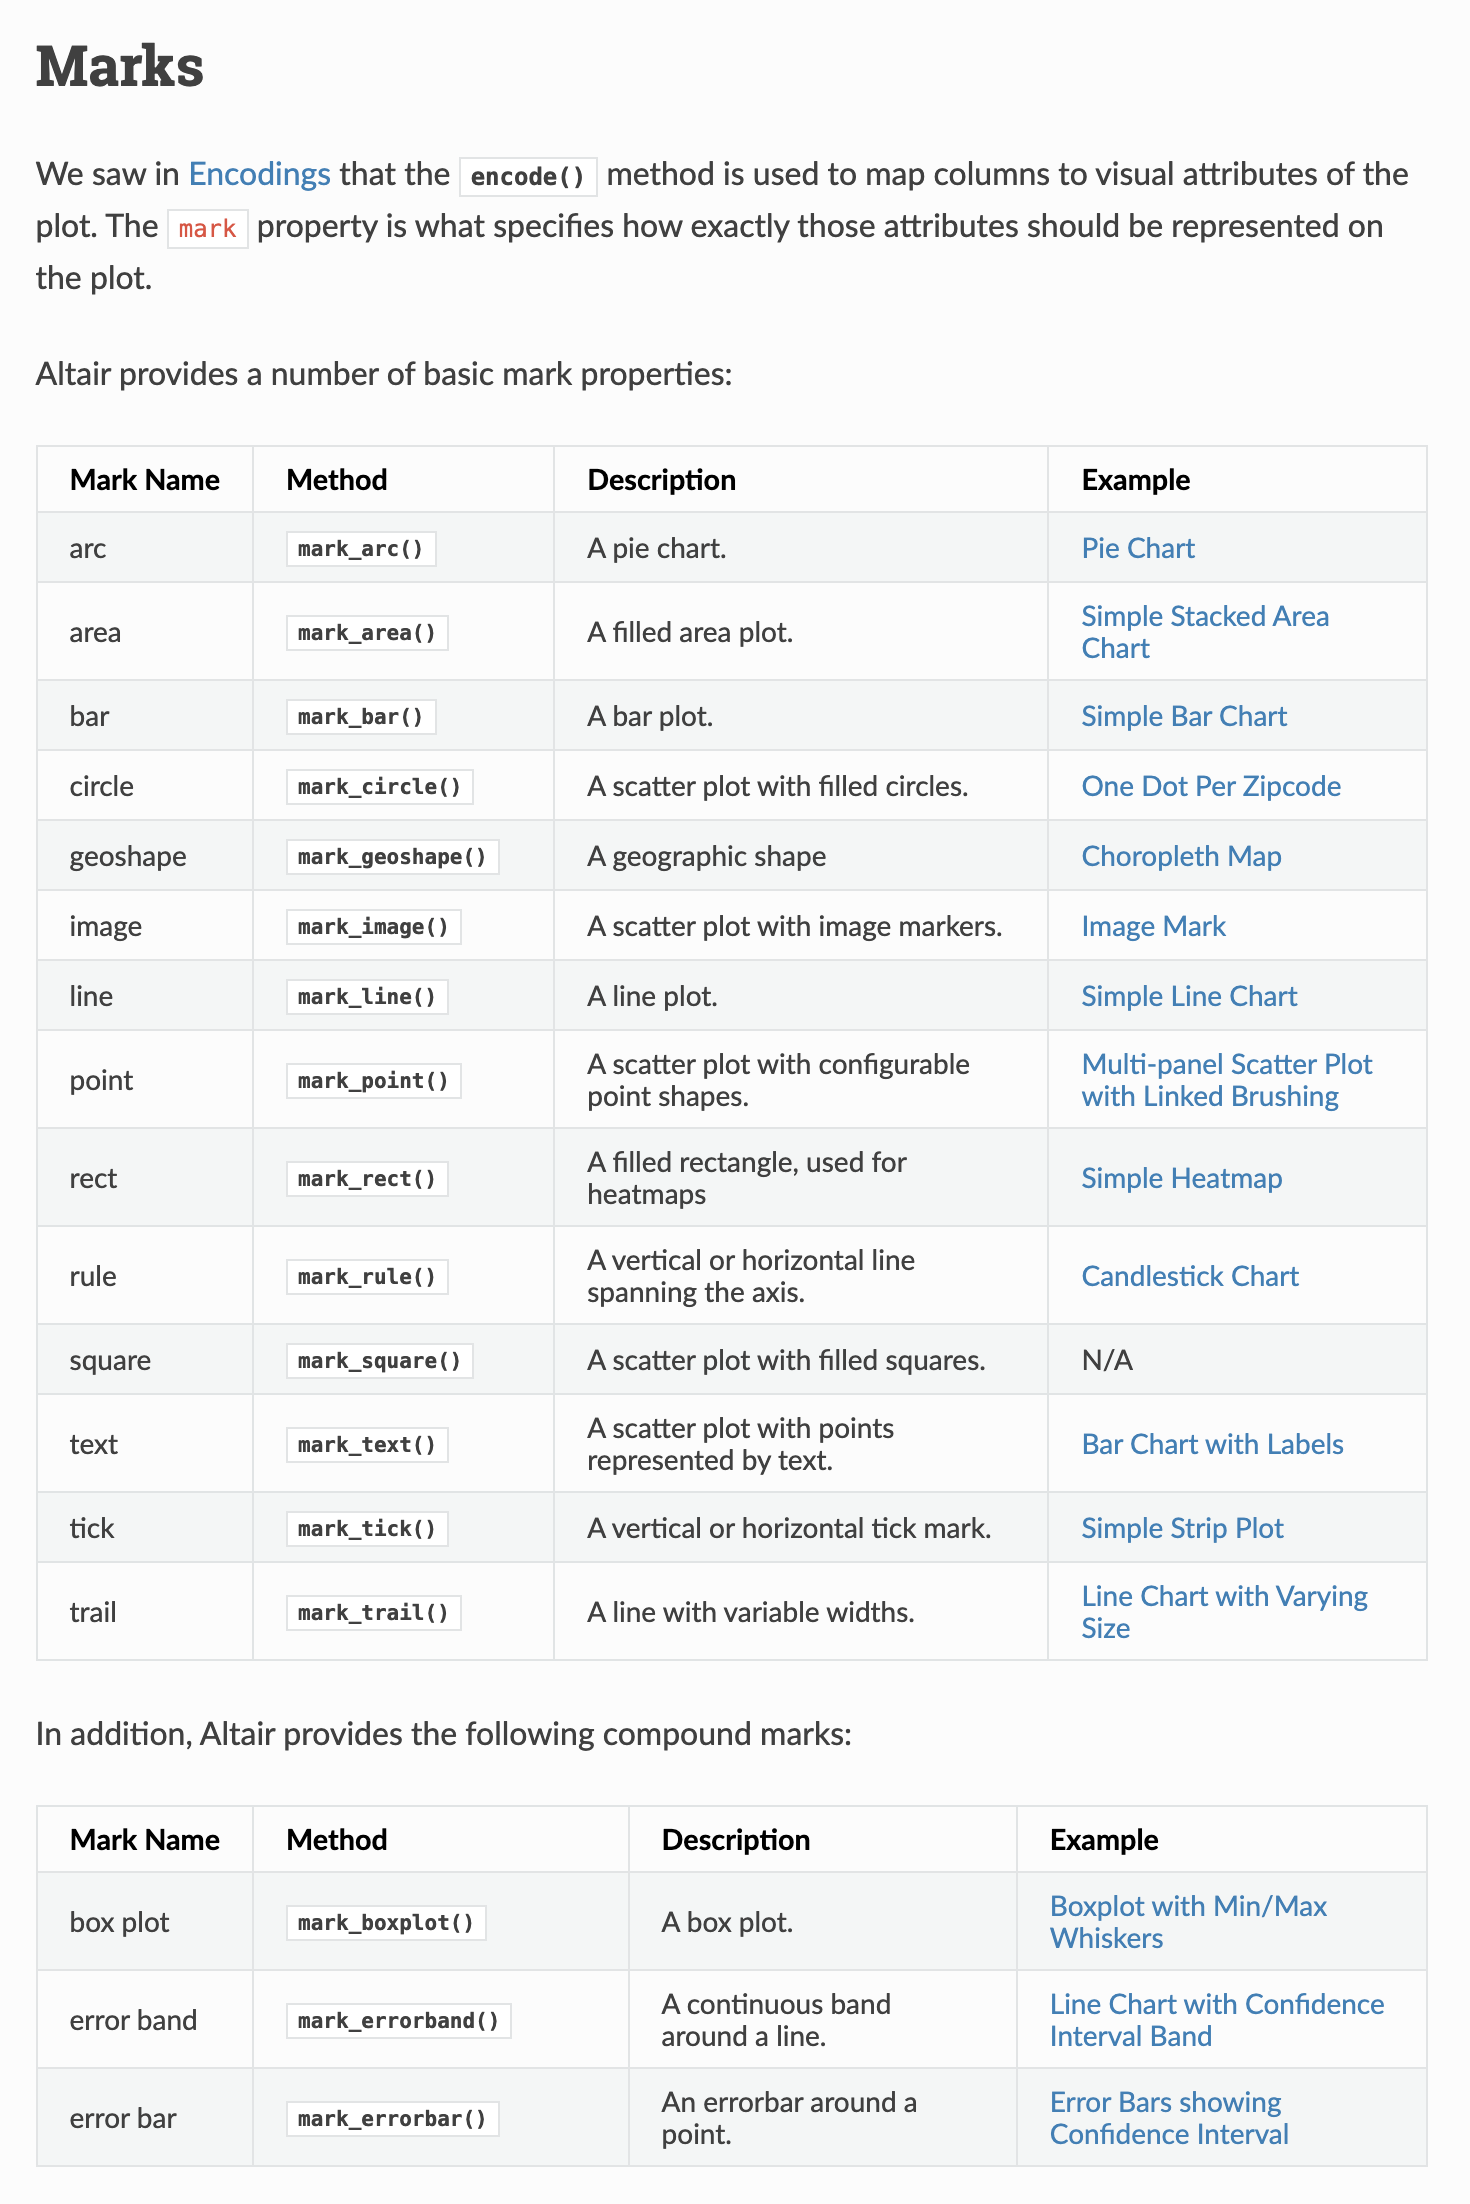 Marks
We saw in Encodings that the encode() method is used to map columns to visual attributes of the
plot. The mark property is what specifies how exactly those attributes should be represented on
the plot.
Altair provides a number of basic mark properties:
Mark Name Method Description Example
arc mark_arc() A pie chart. Pie Chart
area mark_area() A filled area plot. Simple Stacked Area
Chart
bar mark_bar() A bar plot. Simple Bar Chart
circle mark_circle() A scatter plot with filled circles. One Dot Per Zipcode
geoshape mark_geoshape() A geographic shape Choropleth Map
image mark_image() A scatter plot with image markers. Image Mark
line mark_line() A line plot. Simple Line Chart
point mark_point() A scatter plot with configurable
point shapes. Multi-panel Scatter Plot
with Linked Brushing
rect mark_rect() A filled rectangle, used for
heatmaps Simple Heatmap
rule mark_rule() A vertical or horizontal line
spanning the axis. Candlestick Chart
square mark_square() A scatter plot with filled squares. N/A
text mark_text() A scatter plot with points
represented by text. Bar Chart with Labels
tick mark_tick() A vertical or horizontal tick mark. Simple Strip Plot
trail mark_trail() A line with variable widths. Line Chart with Varying
Size
In addition, Altair provides the following compound marks:
Mark Name Method Description Example
box plot mark_boxplot() A box plot. Boxplot with Min/Max
Whiskers
error band mark_errorband() A continuous band
around a line. Line Chart with Confidence
Interval Band
error bar mark_errorbar() An errorbar around a
point. Error Bars showing
Confidence Interval